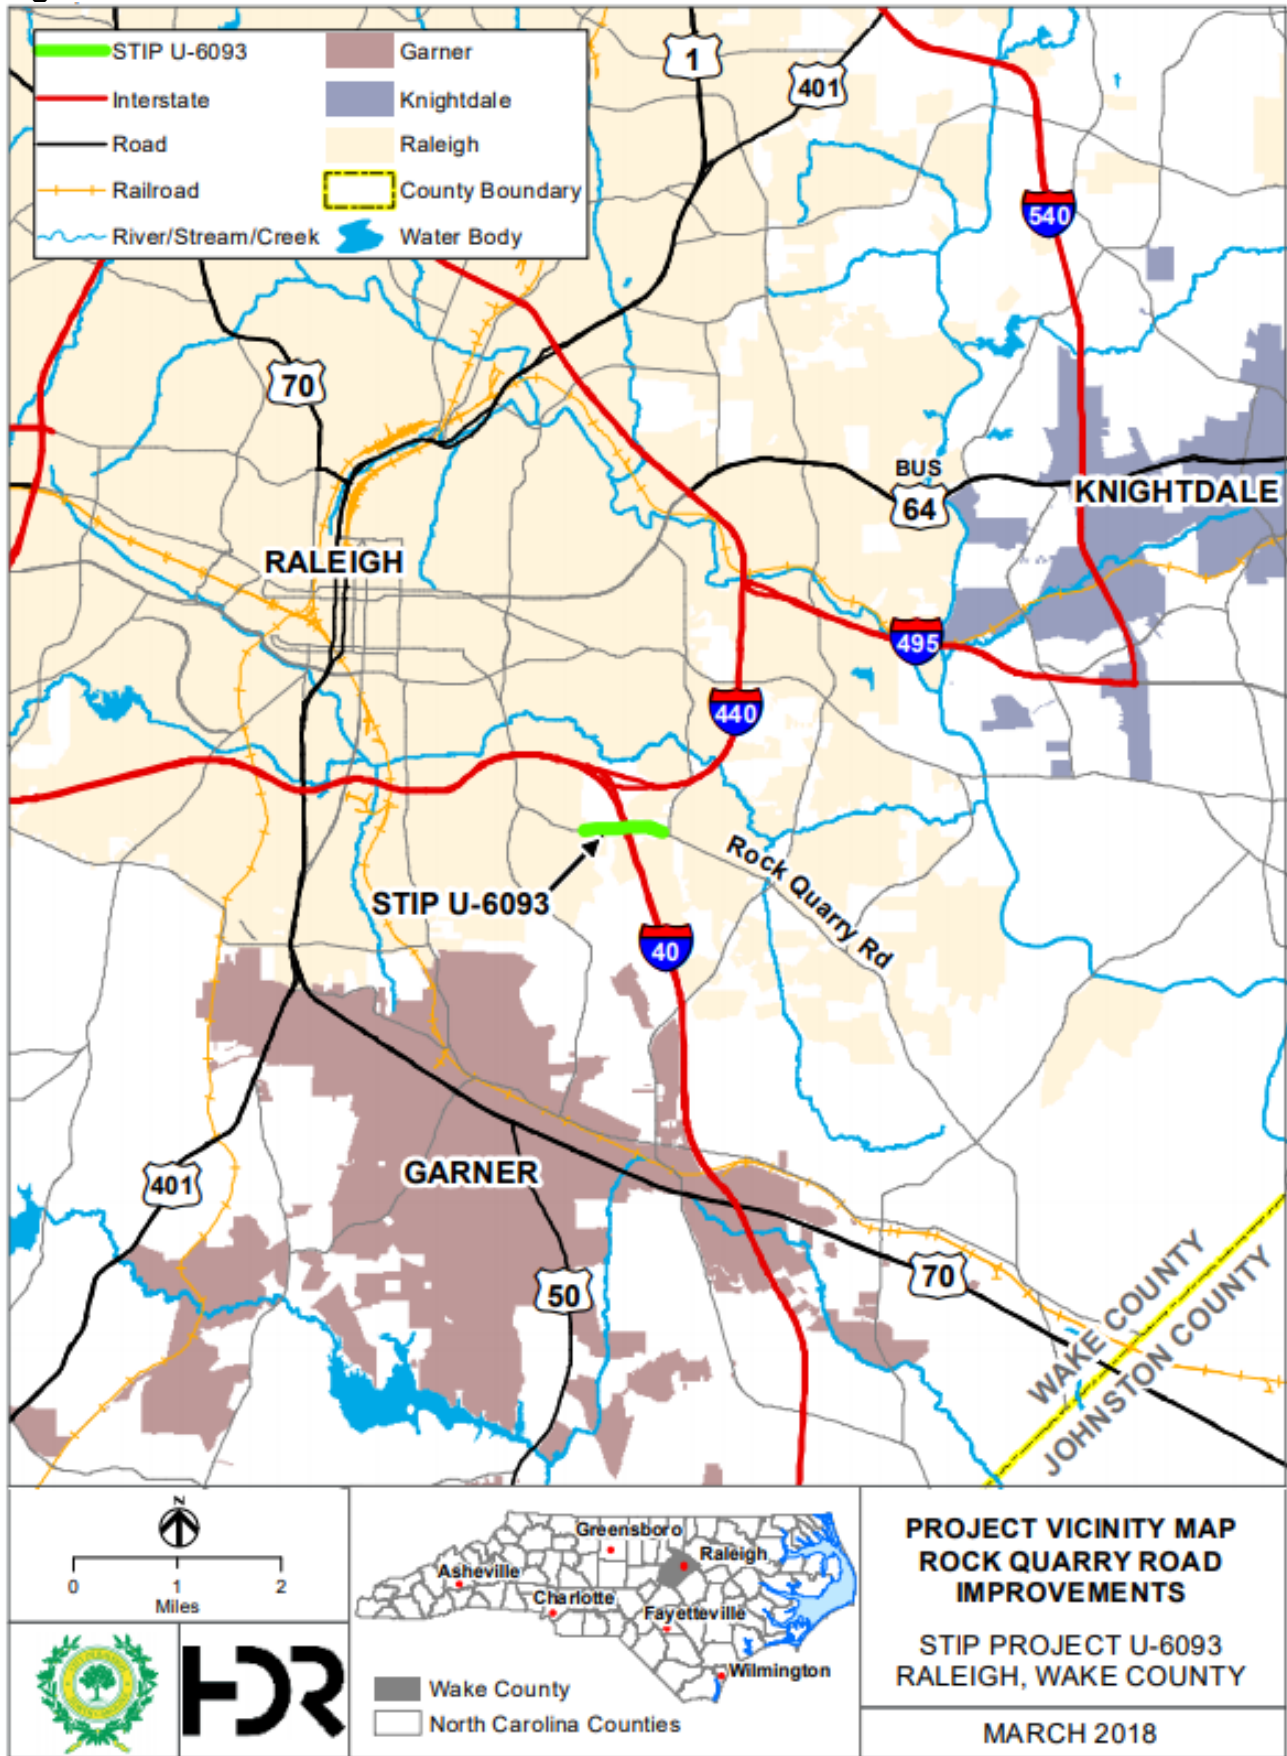 STIP U-6093
Garner
Interstate
Knightdale
Road
Raleigh
Railroad
County Boundary
River/Stream/Creek
Water Body
1
401
540
70
BUS
64
KNIGHTDALE
RALEIGH
495
440
Rock Quarry Rd
STIP U-6093
40
GARNER
401
50
70
WAKE COUNTY
JOHNSTON COUNTY
N
0 1 2
Miles
HDR
Greensboro
Raleigh
Asheville
Charlotte
Fayetteville
Wilmington
Wake County
North Carolina Counties
PROJECT VICINITY MAP
ROCK QUARRY ROAD
IMPROVEMENTS
STIP PROJECT U-6093
RALEIGH, WAKE COUNTY
MARCH 2018